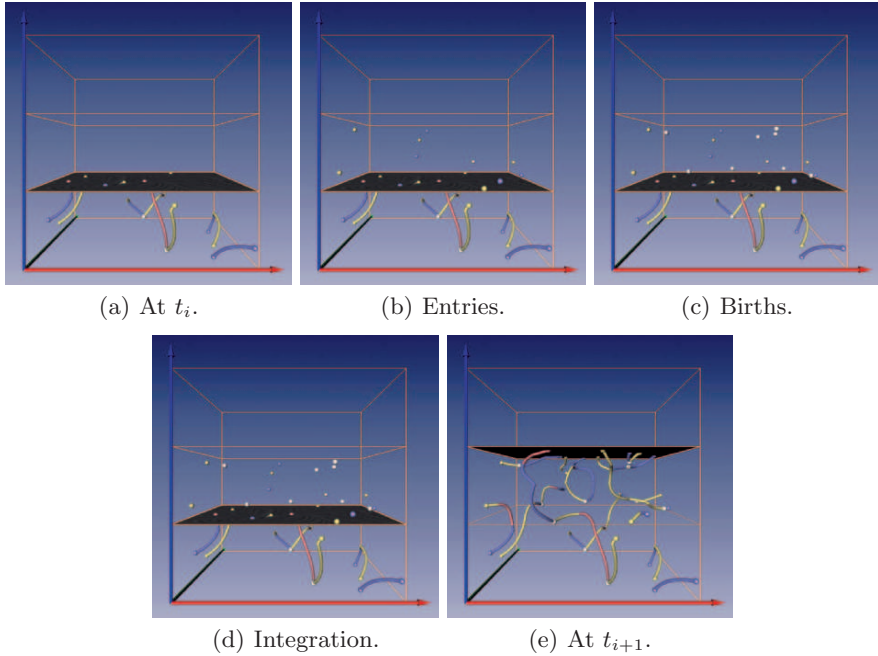 (a) At $t_i$.
(b) Entries.
(c) Births.
(d) Integration.
(e) At $t_{i+1}$.